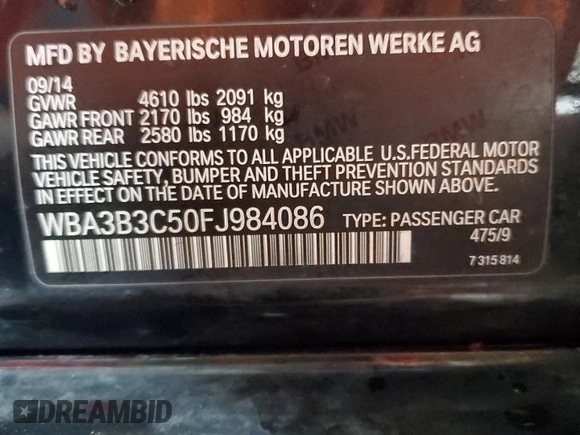 MFD BY BAYERISCHE MOTOREN WERKE AG
09/14
GVWR 4610 lbs 2091 kg
GAWR FRONT 2170 lbs 984 kg
GAWR REAR 2580 lbs 1170 kg
THIS VEHICLE CONFORMS TO ALL APPLICABLE U.S.FEDERAL MOTOR
VEHICLE SAFETY, BUMPER AND THEFT PREVENTION STANDARDS
IN EFFECT ON THE DATE OF MANUFACTURE SHOWN ABOVE.
WBA3B3C50FJ984086 TYPE: PASSENGER CAR
475/9
7 315 814
DREAMBID